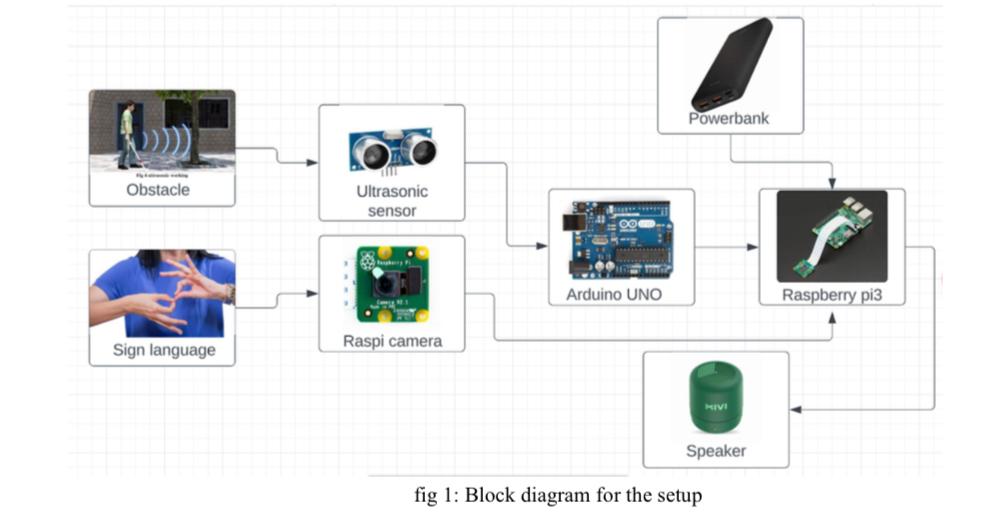 Powerbank
Fig 4 ultrasonic working
Obstacle
Ultrasonic
sensor
Arduino UNO
Raspberry pi3
Sign language
Raspberry Pi
Camera V2.1
Raspi camera
MIVI
Speaker
fig 1: Block diagram for the setup